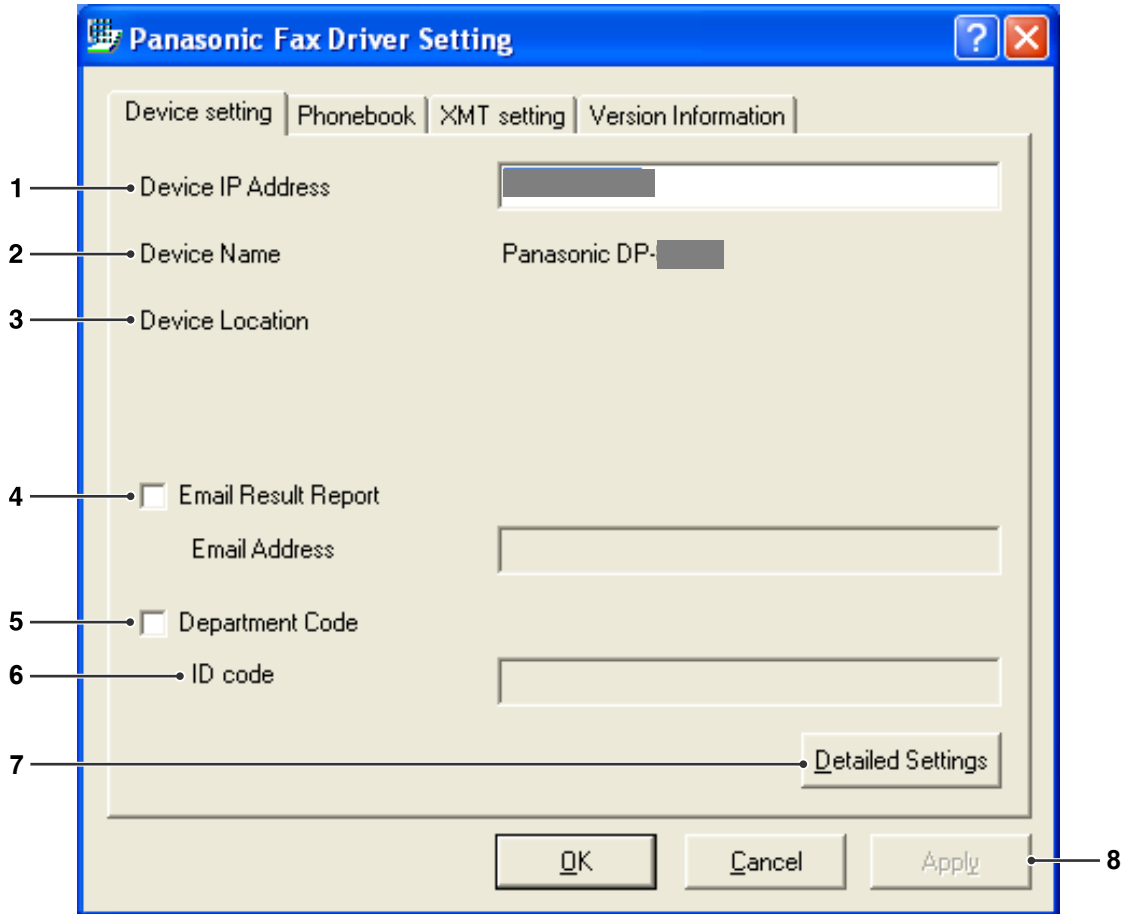 Panasonic Fax Driver Setting
Device setting Phonebook XMT setting Version Information
1 Device IP Address
2 Device Name Panasonic DP-
3 Device Location
4 Email Result Report
Email Address
5 Department Code
6 ID code
7 Detailed Settings
OK Cancel Apply 8